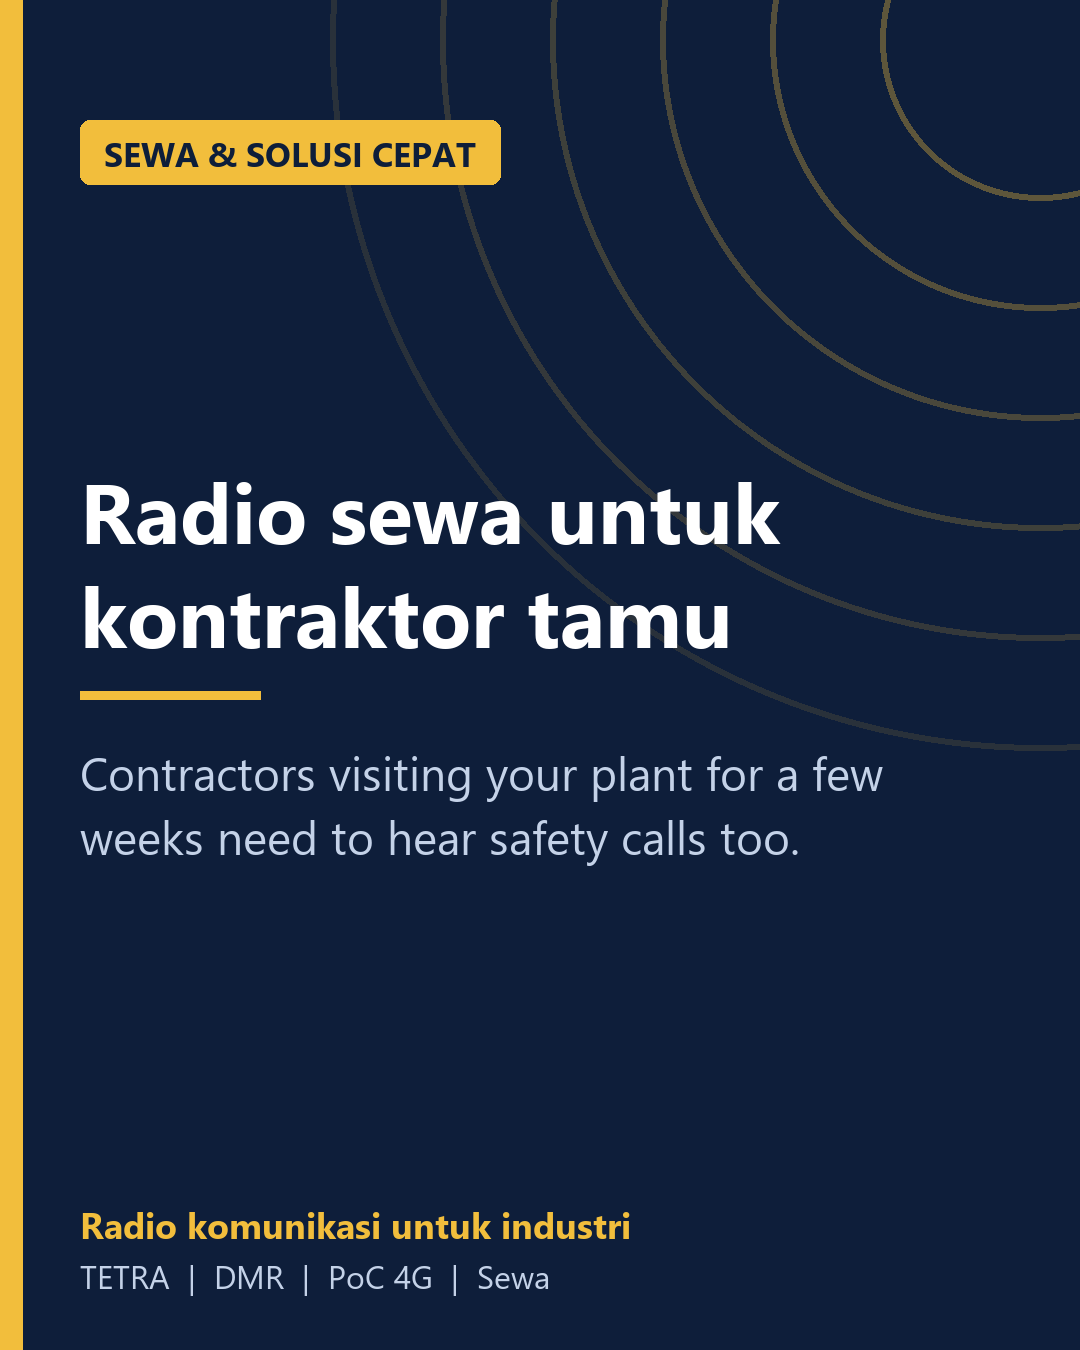 SEWA & SOLUSI CEPAT
Radio sewa untuk
kontraktor tamu
Contractors visiting your plant for a few
weeks need to hear safety calls too.
Radio komunikasi untuk industri
TETRA | DMR | PoC 4G | Sewa